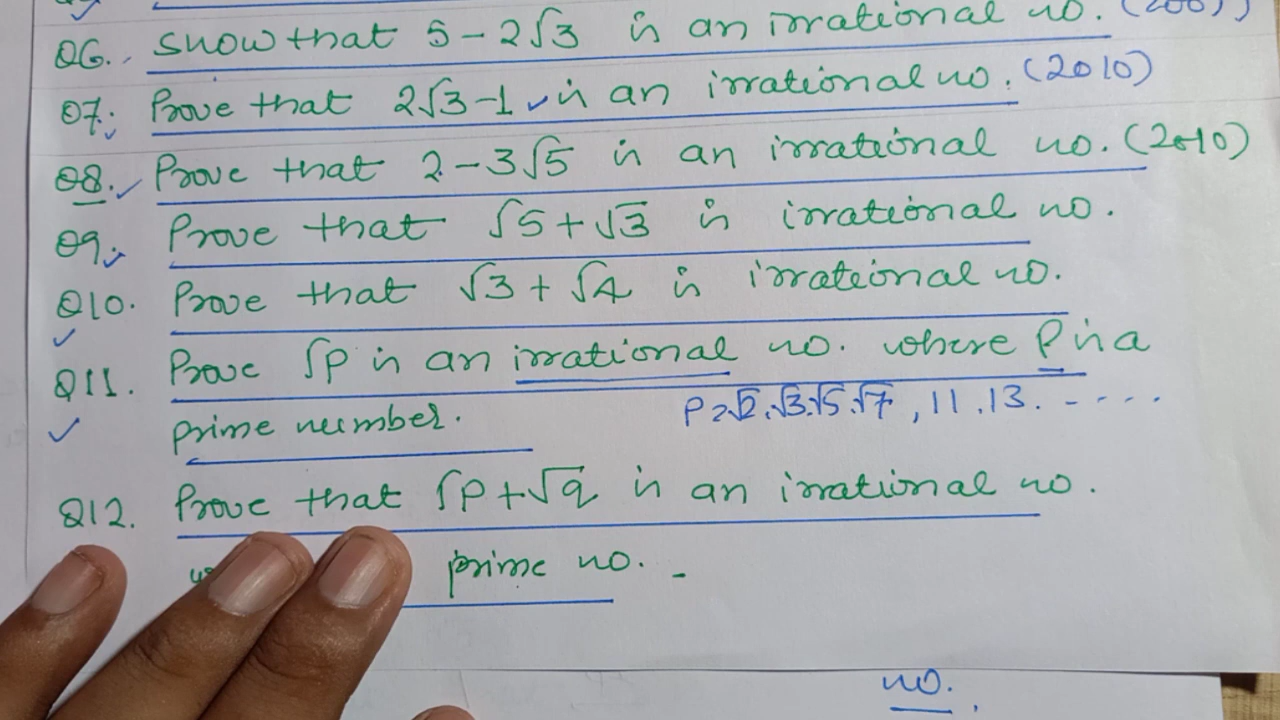 Q6. Show that 5 - 2√3 is an irrational no.
Q7. Prove that 2√3 - 1 is an irrational no. (2010)
Q8. Prove that 2 - 3√5 is an irrational no. (2010)
Q9. Prove that √5 + √3 is irrational no.
Q10. Prove that √3 + √4 is irrational no.
Q11. Prove √P is an irrational no. where P is a
prime number. P = √2, √3, √5, √7, 11, 13. - - - - -
Q12. Prove that √p + √q is an irrational no.
prime no. -
no.